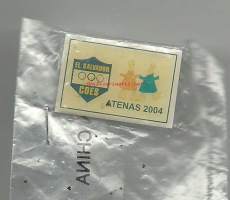 EL SALVADOR
COES
ATENAS 2004
CHINA